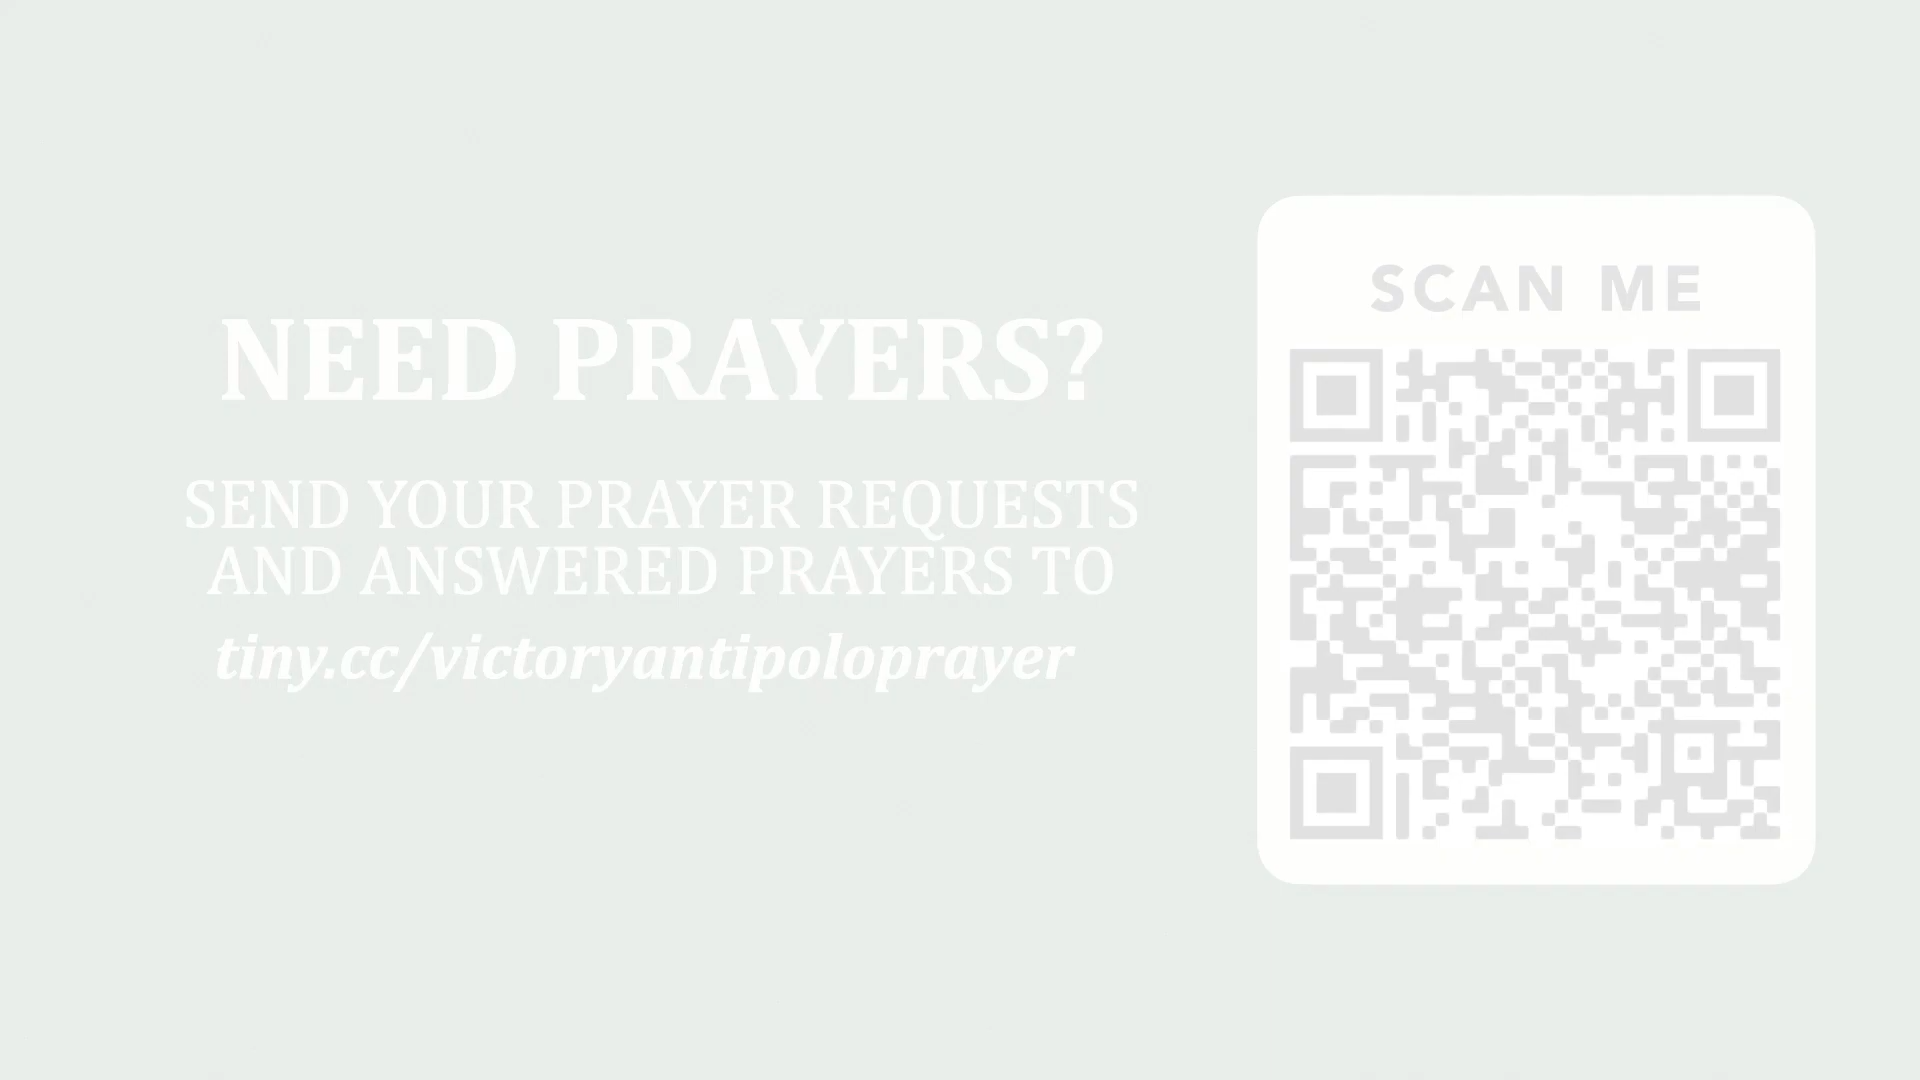 NEED PRAYERS?
SEND YOUR PRAYER REQUESTS
AND ANSWERED PRAYERS TO
tiny.cc/victoryantipoloprayer
SCAN ME